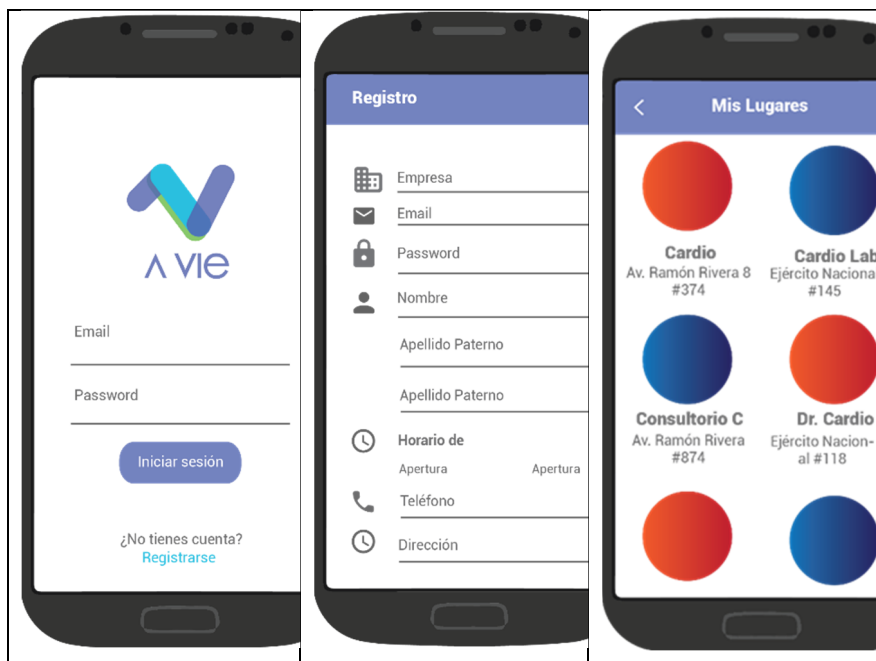 A VIE
Email
Password
Iniciar sesión
¿No tienes cuenta?
Registrarse
Registro
Empresa
Email
Password
Nombre
Apellido Paterno
Apellido Paterno
Horario de
Apertura Apertura
Teléfono
Dirección
Mis Lugares
Cardio
Av. Ramón Rivera 8
#374
Cardio Lab
Ejército Naciona
#145
Consultorio C
Av. Ramón Rivera
#874
Dr. Cardio
Ejército Nacion-
al #118